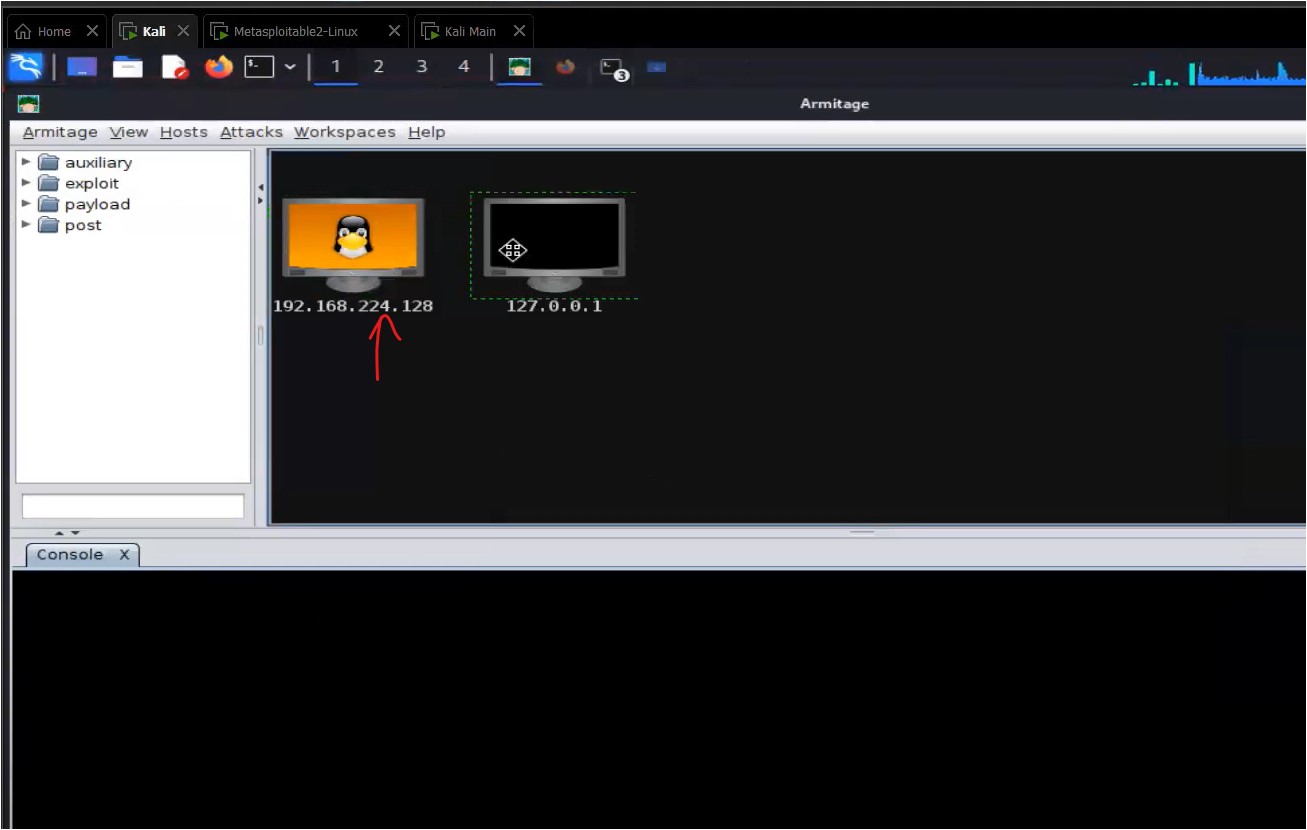 Home Kali Metasploitable2-Linux Kali Main
1 2 3 4 3
Armitage
Armitage View Hosts Attacks Workspaces Help
auxiliary
exploit
payload
post
192.168.224.128 127.0.0.1
Console X